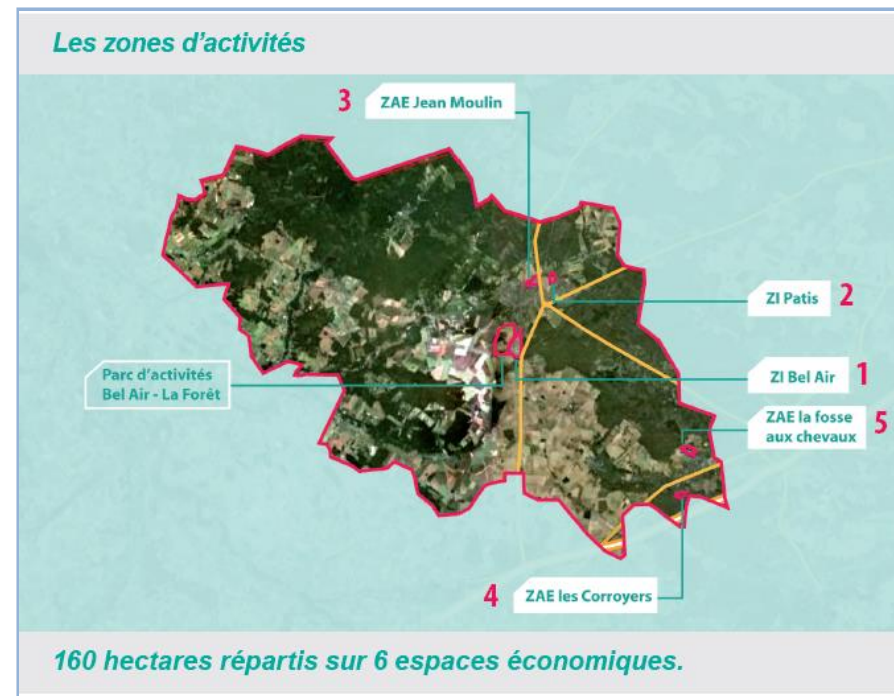 Les zones d'activités
3 ZAE Jean Moulin
ZI Patis 2
Parc d'activités
Bel Air - La Forêt
ZI Bel Air 1
ZAE la fosse
aux chevaux 5
4 ZAE les Corroyers
160 hectares répartis sur 6 espaces économiques.